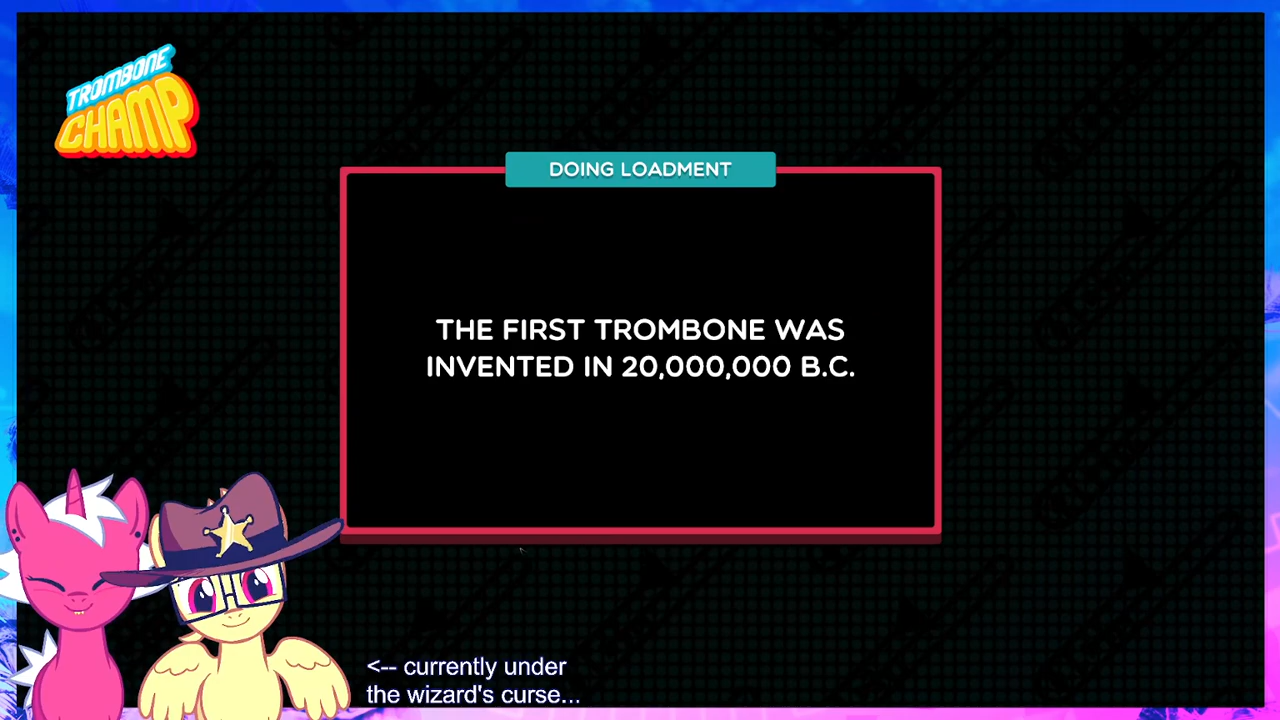 TROMBONE
CHAMP
DOING LOADMENT
THE FIRST TROMBONE WAS
INVENTED IN 20,000,000 B.C.
<-- currently under
the wizard's curse...